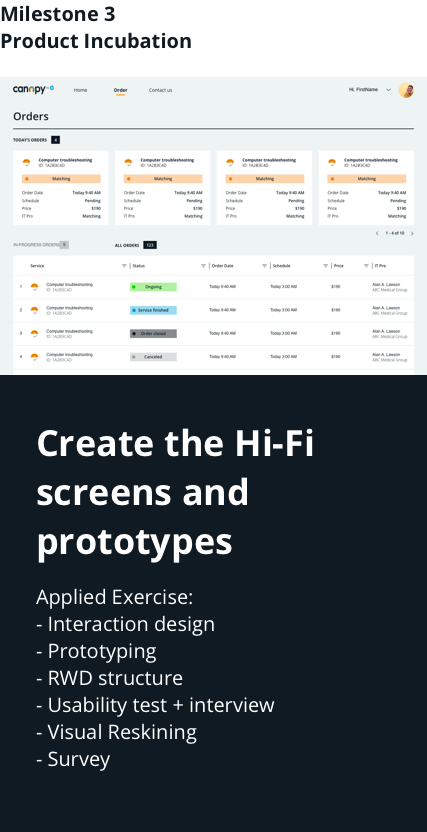 Milestone 3
Product Incubation
canopy
Home Order Contact us Hi, FirstName
Orders
TODAY'S ORDERS 4
Computer troubleshooting Computer troubleshooting Computer troubleshooting Computer troubleshooting
ID: 1A2B3C4D ID: 1A2B3C4D ID: 1A2B3C4D ID: 1A2B3C4D
Matching Matching Matching Matching
Order Date Today 9:40 AM Order Date Today 9:40 AM Order Date Today 9:40 AM Order Date Today 9:40 AM
Schedule Pending Schedule Pending Schedule Pending Schedule Pending
Price $190 Price $190 Price $190 Price $190
IT Pro Matching IT Pro Matching IT Pro Matching IT Pro Matching
1 - 4 of 10
IN-PROGRESS ORDERS ALL ORDERS 123
Service Status Order Date Schedule Price IT Pro
1 Computer troubleshooting ID: 1A2B3C4D Ongoing Today 9:40 AM Today 3:00 AM $190 Alan A. Lawson ABC Medical Group
2 Computer troubleshooting ID: 1A2B3C4D Service finished Today 9:40 AM Today 3:00 AM $190 Alan A. Lawson ABC Medical Group
3 Computer troubleshooting ID: 1A2B3C4D Order closed Today 9:40 AM Today 3:00 AM $190 Alan A. Lawson ABC Medical Group
4 Computer troubleshooting ID: 1A2B3C4D Canceled Today 9:40 AM Today 3:00 AM $190 Alan A. Lawson ABC Medical Group
Create the Hi-Fi
screens and
prototypes
Applied Exercise:
- Interaction design
- Prototyping
- RWD structure
- Usability test + interview
- Visual Reskining
- Survey